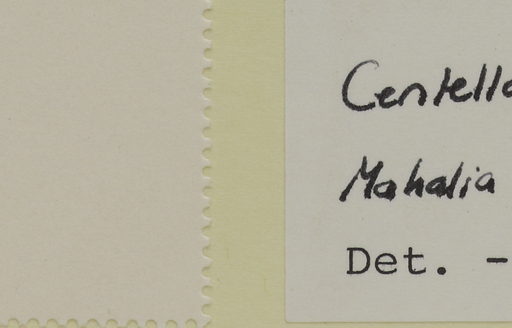 Centella
Mahalia
Det. -